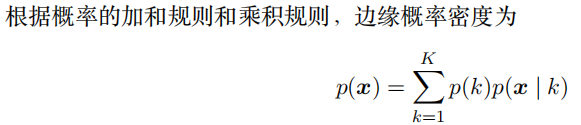 根据概率的加和规则和乘积规则，边缘概率密度为
p(x) = ∑_{k=1}^{K} p(k)p(x | k)